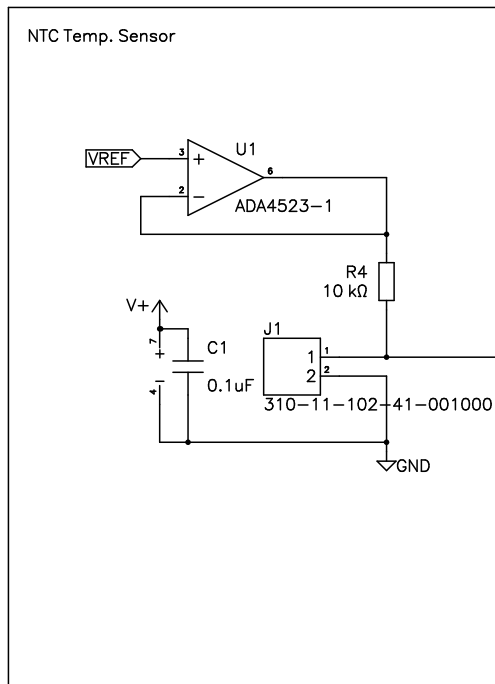 NTC Temp. Sensor
U1
VREF
3
+
6
2
−
ADA4523-1
R4
10 kΩ
V+
J1
7
+
C1
1
1
2
2
−
4
0.1uF
310-11-102-41-001000
GND